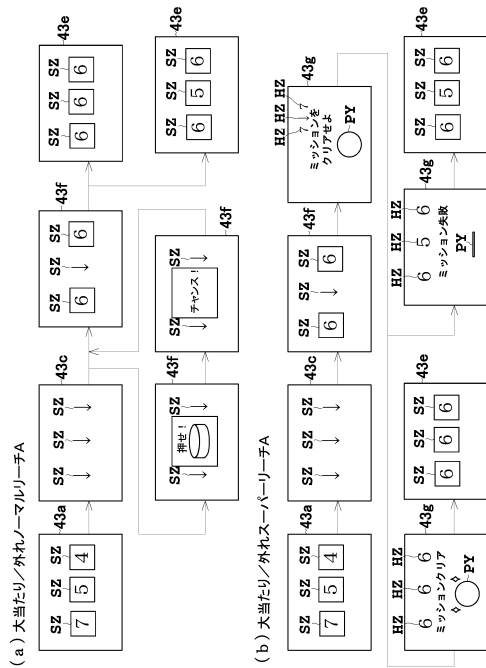 (a)大当たり／外れノーマルリーチA
43a
SZ SZ SZ
7 5 4
43c
SZ SZ SZ
↓ ↓ ↓
43f
SZ SZ SZ
6 ↓ 6
43e
SZ SZ SZ
6 6 6
43f
SZ SZ
押せ！
43f
SZ SZ
チャンス！
43e
SZ SZ SZ
6 5 6
(b)大当たり／外れスーパーリーチA
43a
SZ SZ SZ
7 5 4
43c
SZ SZ SZ
↓ ↓ ↓
43f
SZ SZ SZ
6 ↓ 6
43g
HZ HZ HZ
7 ↓ 7
ミッションを
クリアせよ
PY
43g
HZ HZ HZ
6 6 6
ミッションクリア
PY
43e
SZ SZ SZ
6 6 6
43g
HZ HZ HZ
6 5 6
ミッション失敗
PY
43e
SZ SZ SZ
6 5 6